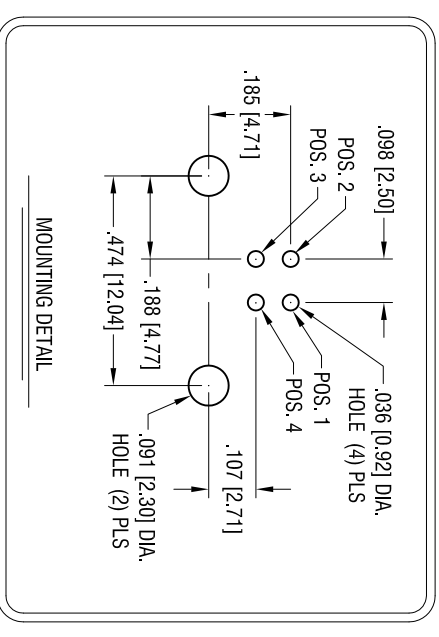 .098 [2.50]
.036 [0.92] DIA.
HOLE (4) PLS
POS. 2
POS. 3
POS. 1
POS. 4
.185 [4.71]
.107 [2.71]
.188 [4.77]
.474 [12.04]
.091 [2.30] DIA.
HOLE (2) PLS
MOUNTING DETAIL